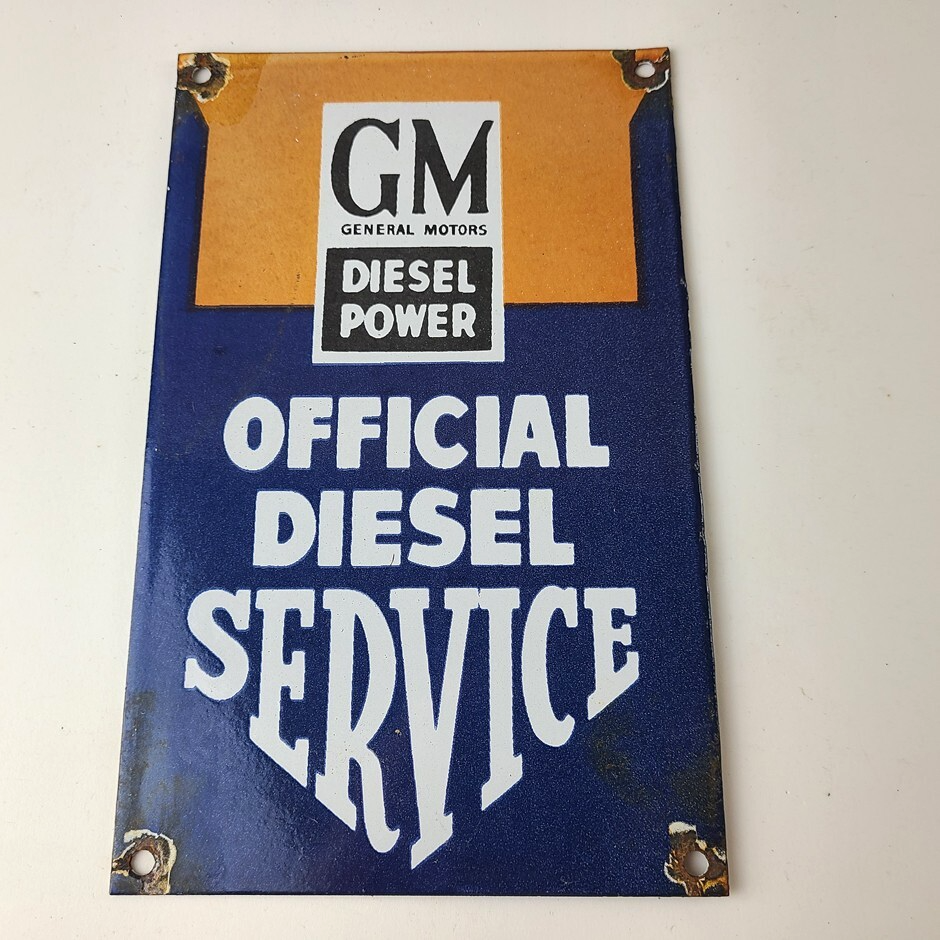 GM
GENERAL MOTORS
DIESEL
POWER
OFFICIAL
DIESEL
SERVICE